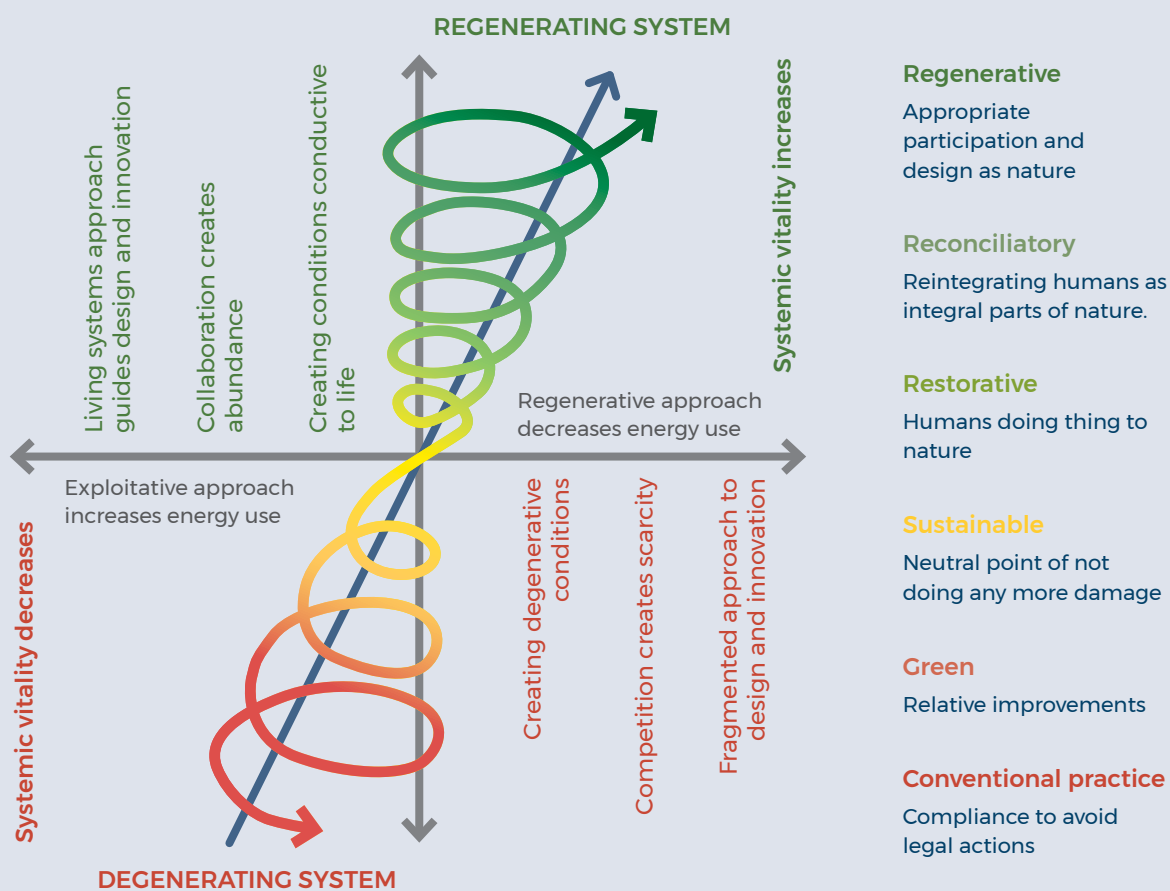 REGENERATING SYSTEM
Living systems approach
guides design and innovation
Collaboration creates
abundance
Creating conditions conductive
to life
Systemic vitality increases
Regenerative approach
decreases energy use
Exploitative approach
increases energy use
Systemic vitality decreases
Creating degenerative
conditions
Competition creates scarcity
Fragmented approach to
design and innovation
DEGENERATING SYSTEM
Regenerative
Appropriate
participation and
design as nature
Reconciliatory
Reintegrating humans as
integral parts of nature.
Restorative
Humans doing thing to
nature
Sustainable
Neutral point of not
doing any more damage
Green
Relative improvements
Conventional practice
Compliance to avoid
legal actions